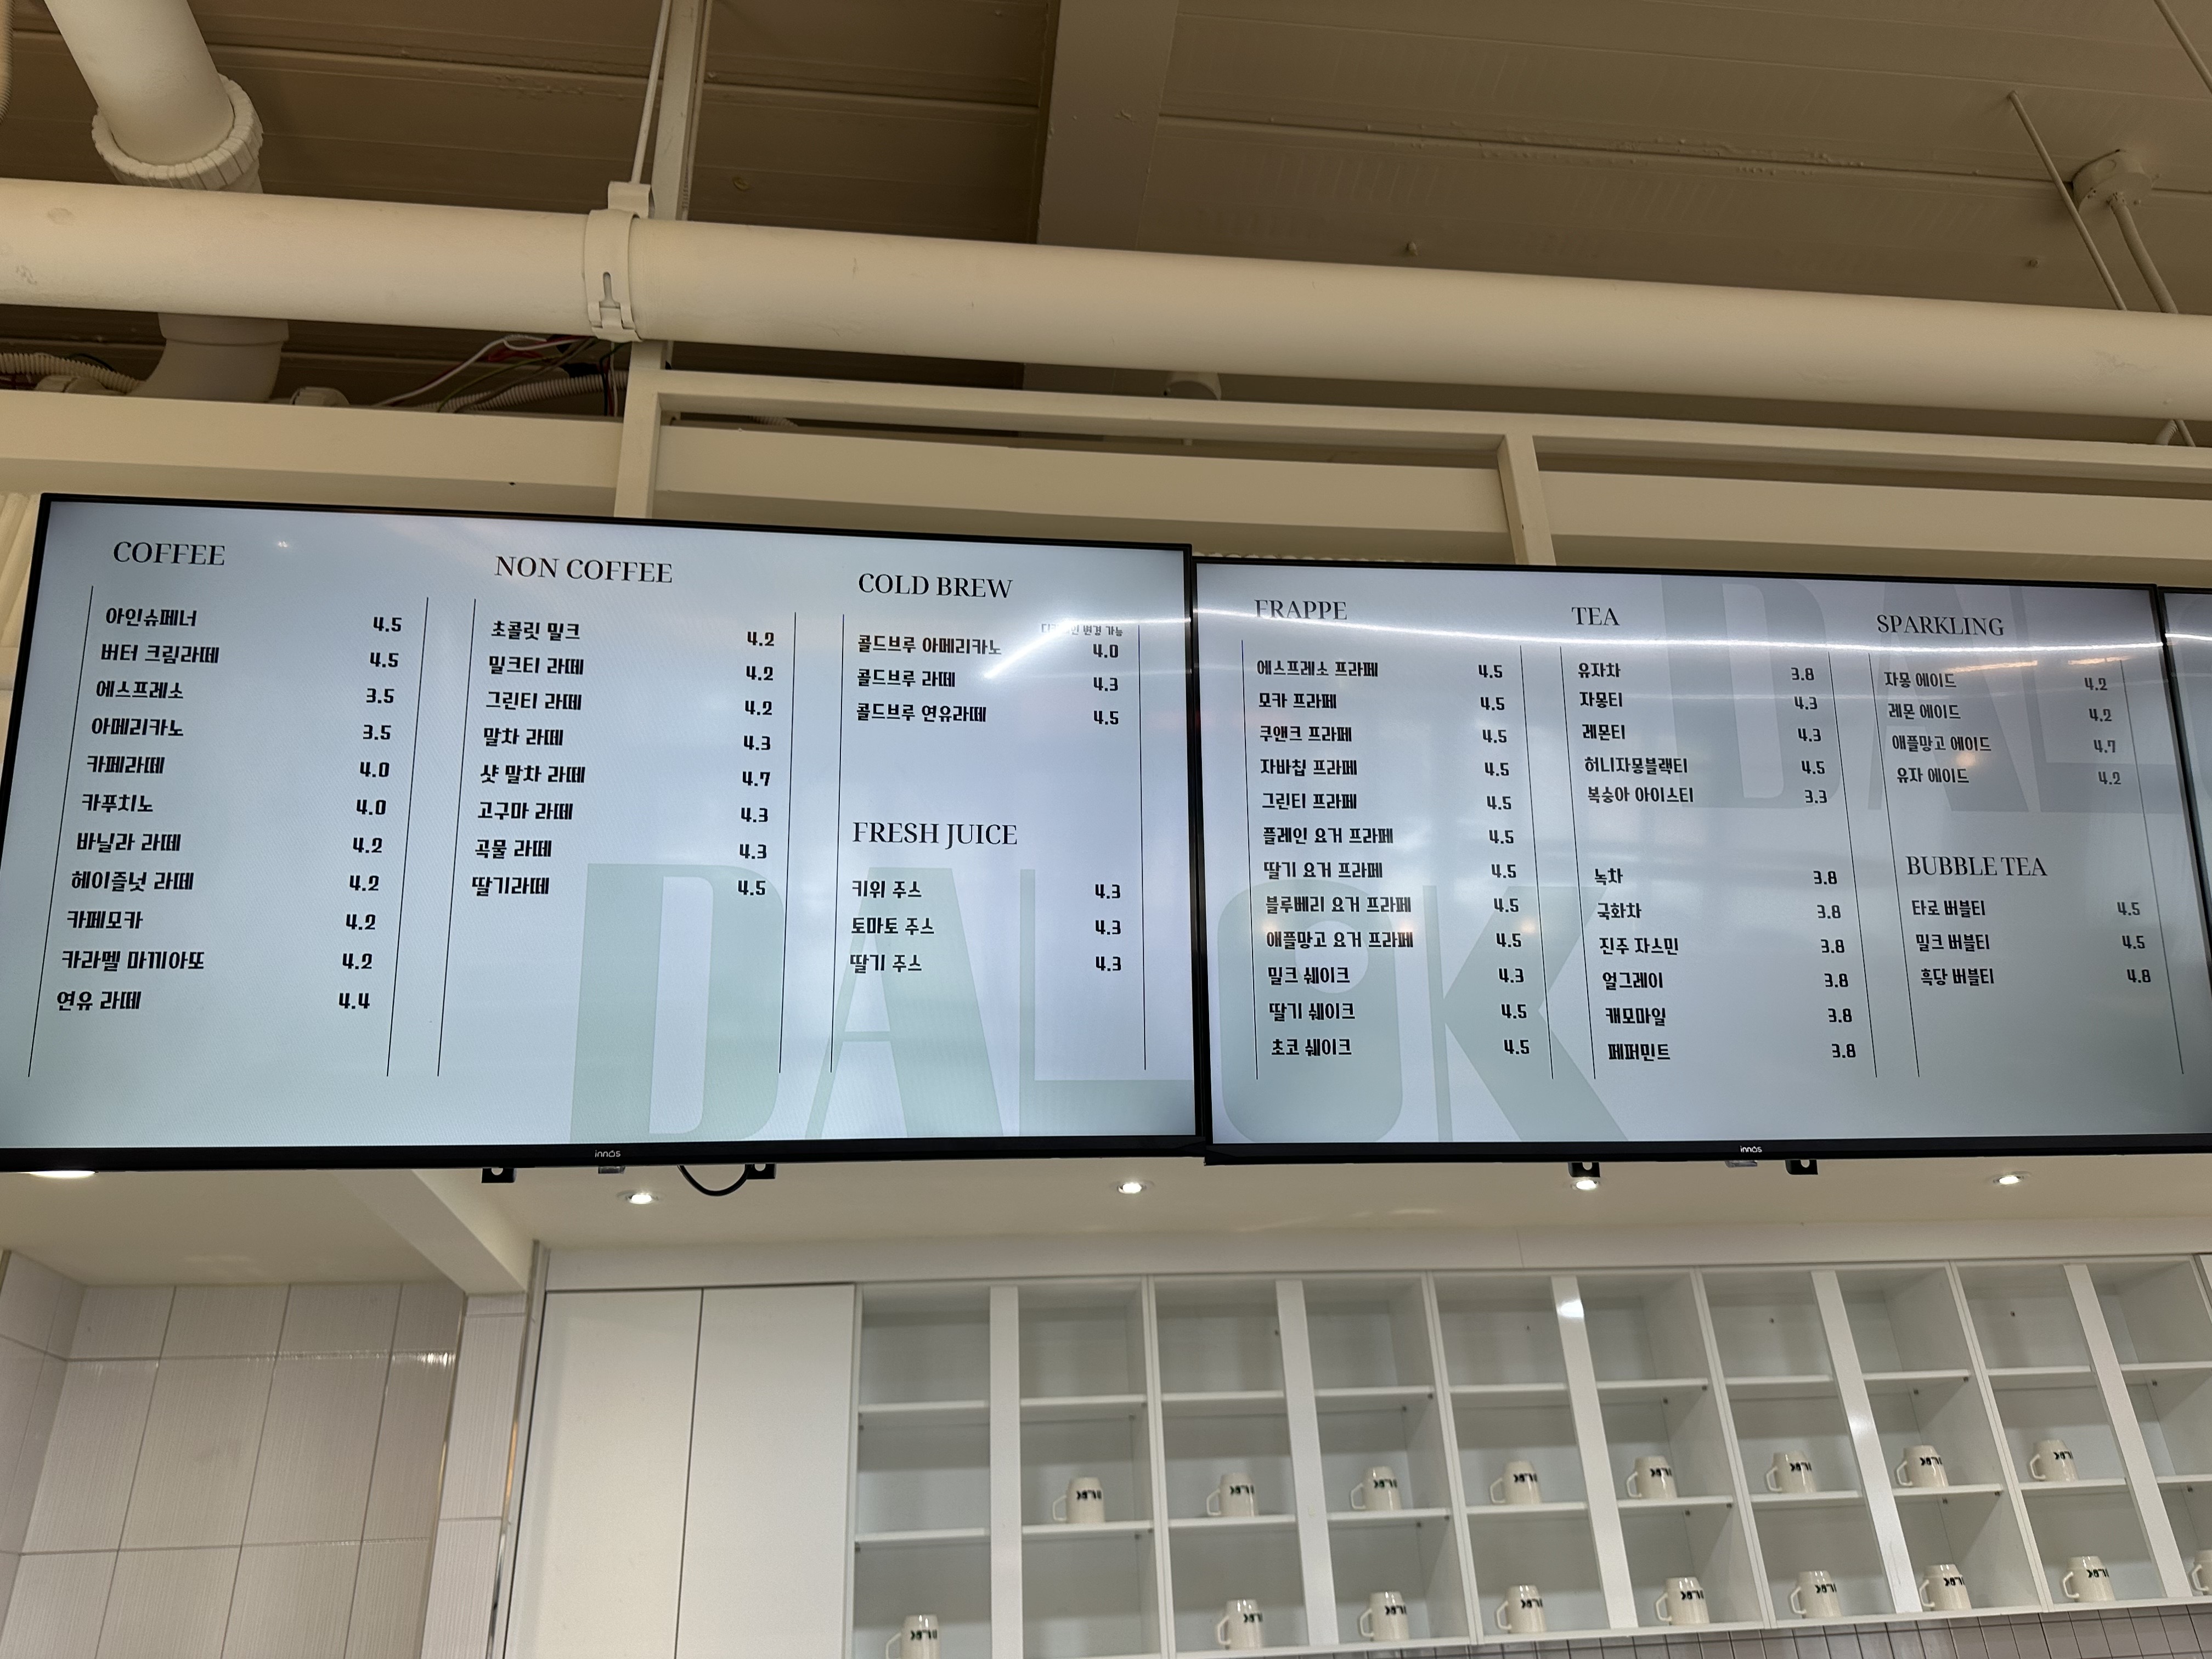 COFFEE
아인슈페너 4.5
버터 크림라떼 4.5
에스프레소 3.5
아메리카노 3.5
카페라떼 4.0
카푸치노 4.0
바닐라 라떼 4.2
헤이즐넛 라떼 4.2
카페모카 4.2
카라멜 마끼아또 4.2
연유 라떼 4.4
NON COFFEE
초콜릿 밀크 4.2
밀크티 라떼 4.2
그린티 라떼 4.2
말차 라떼 4.3
샷 말차 라떼 4.7
고구마 라떼 4.3
곡물 라떼 4.3
딸기라떼 4.5
COLD BREW
변경 가능
콜드브루 아메리카노 4.0
콜드브루 라떼 4.3
콜드브루 연유라떼 4.5
FRESH JUICE
키위 주스 4.3
토마토 주스 4.3
딸기 주스 4.3
DAL
innos
FRAPPE
에스프레소 프라페 4.5
모카 프라페 4.5
쿠앤크 프라페 4.5
자바칩 프라페 4.5
그린티 프라페 4.5
플레인 요거 프라페 4.5
딸기 요거 프라페 4.5
블루베리 요거 프라페 4.5
애플망고 요거 프라페 4.5
밀크 쉐이크 4.3
딸기 쉐이크 4.5
초코 쉐이크 4.5
TEA
유자차 3.8
자몽티 4.3
레몬티 4.3
허니자몽블랙티 4.5
복숭아 아이스티 3.3
녹차 3.8
국화차 3.8
진주 자스민 3.8
얼그레이 3.8
캐모마일 3.8
페퍼민트 3.8
SPARKLING
자몽 에이드 4.2
레몬 에이드 4.2
애플망고 에이드 4.7
유자 에이드 4.2
BUBBLE TEA
타로 버블티 4.5
밀크 버블티 4.5
흑당 버블티 4.8
DAL
OK
innos